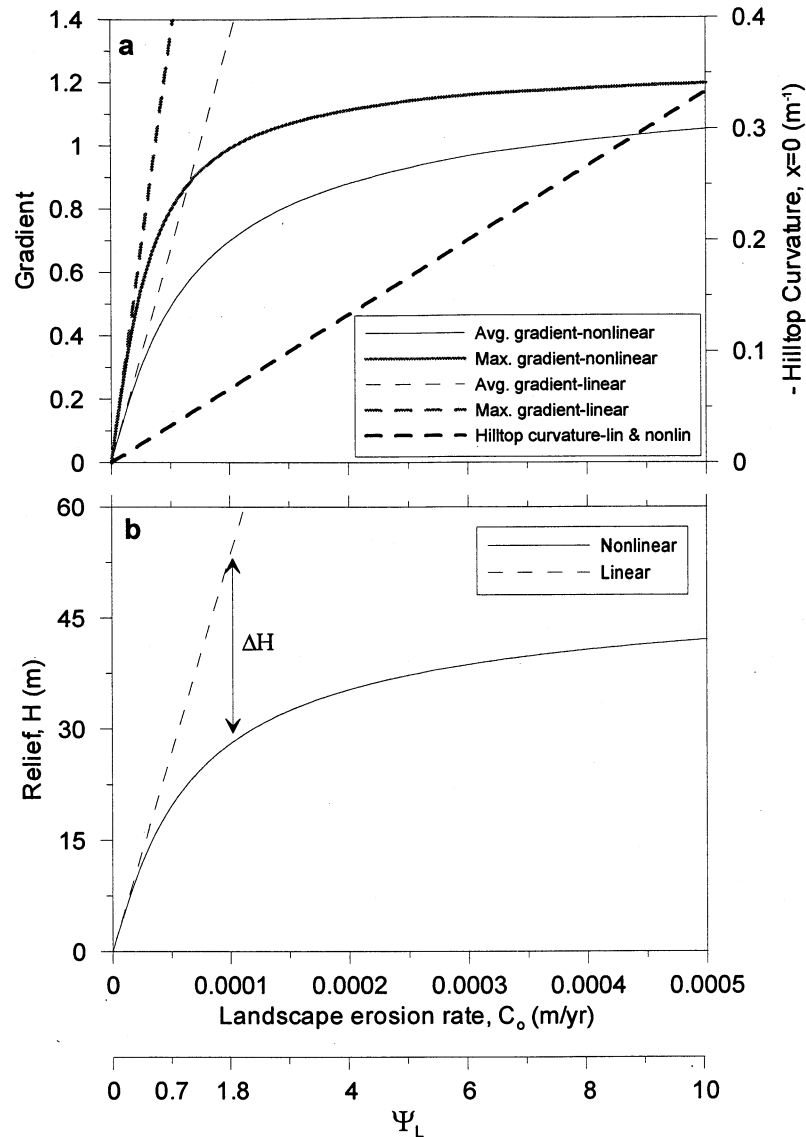 a
1.4
1.2
1
0.8
0.6
0.4
0.2
0
Gradient
0.4
0.3
0.2
0.1
0
- Hilltop Curvature, x=0 (m⁻¹)
Avg. gradient-nonlinear
Max. gradient-nonlinear
Avg. gradient-linear
Max. gradient-linear
Hilltop curvature-lin & nonlin
b
60
45
30
15
0
Relief, H (m)
Nonlinear
Linear
ΔH
0 0.0001 0.0002 0.0003 0.0004 0.0005
Landscape erosion rate, Cₒ (m/yr)
0 0.7 1.8 4 6 8 10
Ψ_L